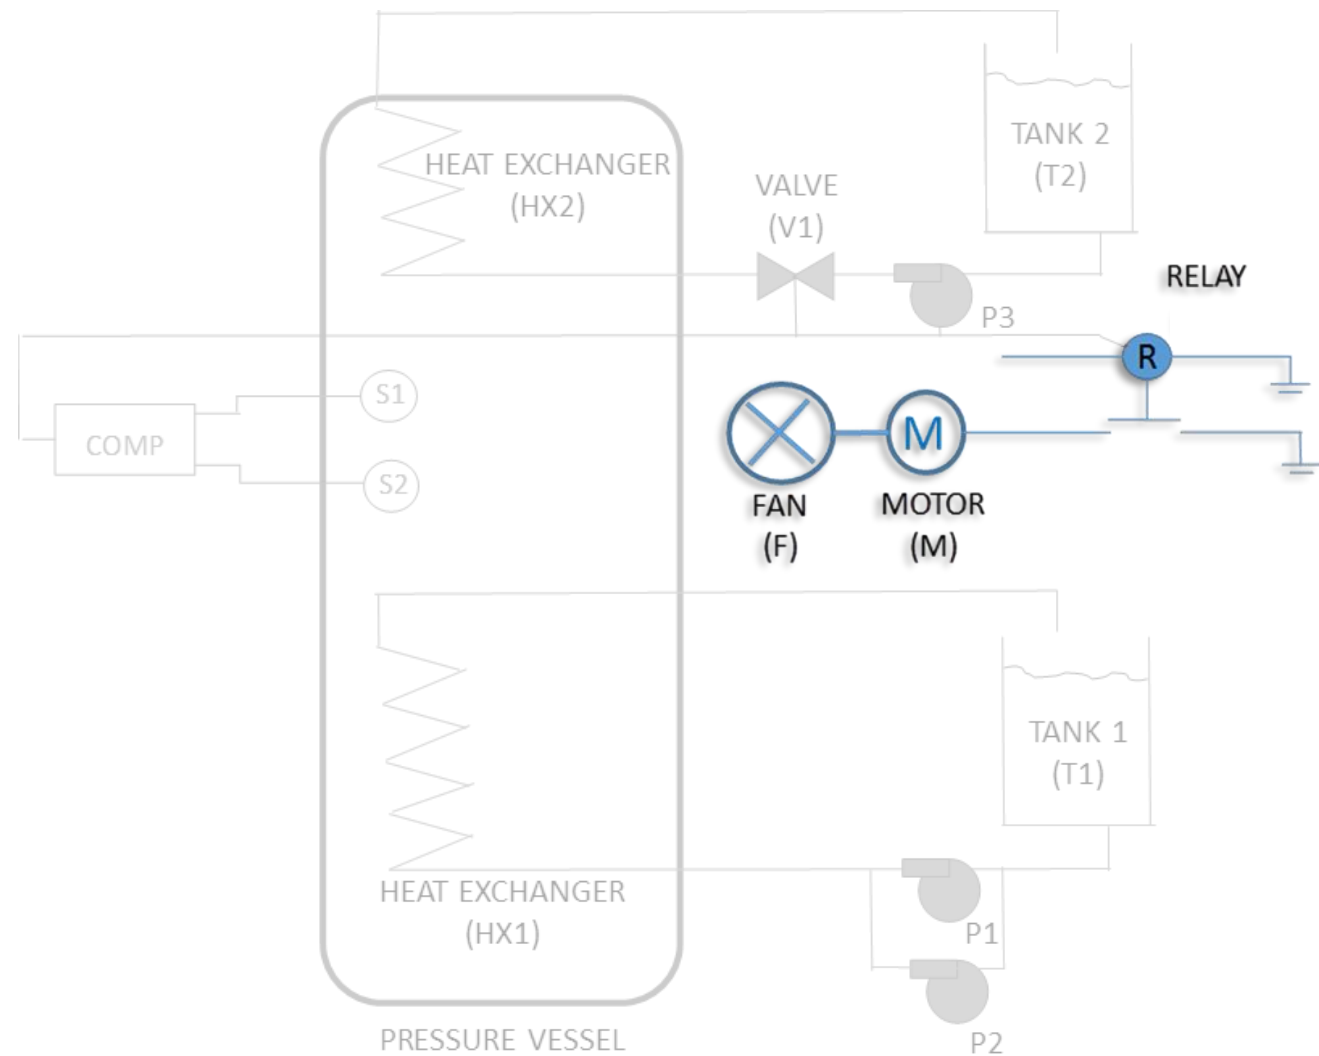 TANK 2
(T2)
HEAT EXCHANGER
(HX2)
VALVE
(V1)
RELAY
P3
R
S1
COMP
S2
M
FAN
(F)
MOTOR
(M)
TANK 1
(T1)
HEAT EXCHANGER
(HX1)
P1
P2
PRESSURE VESSEL